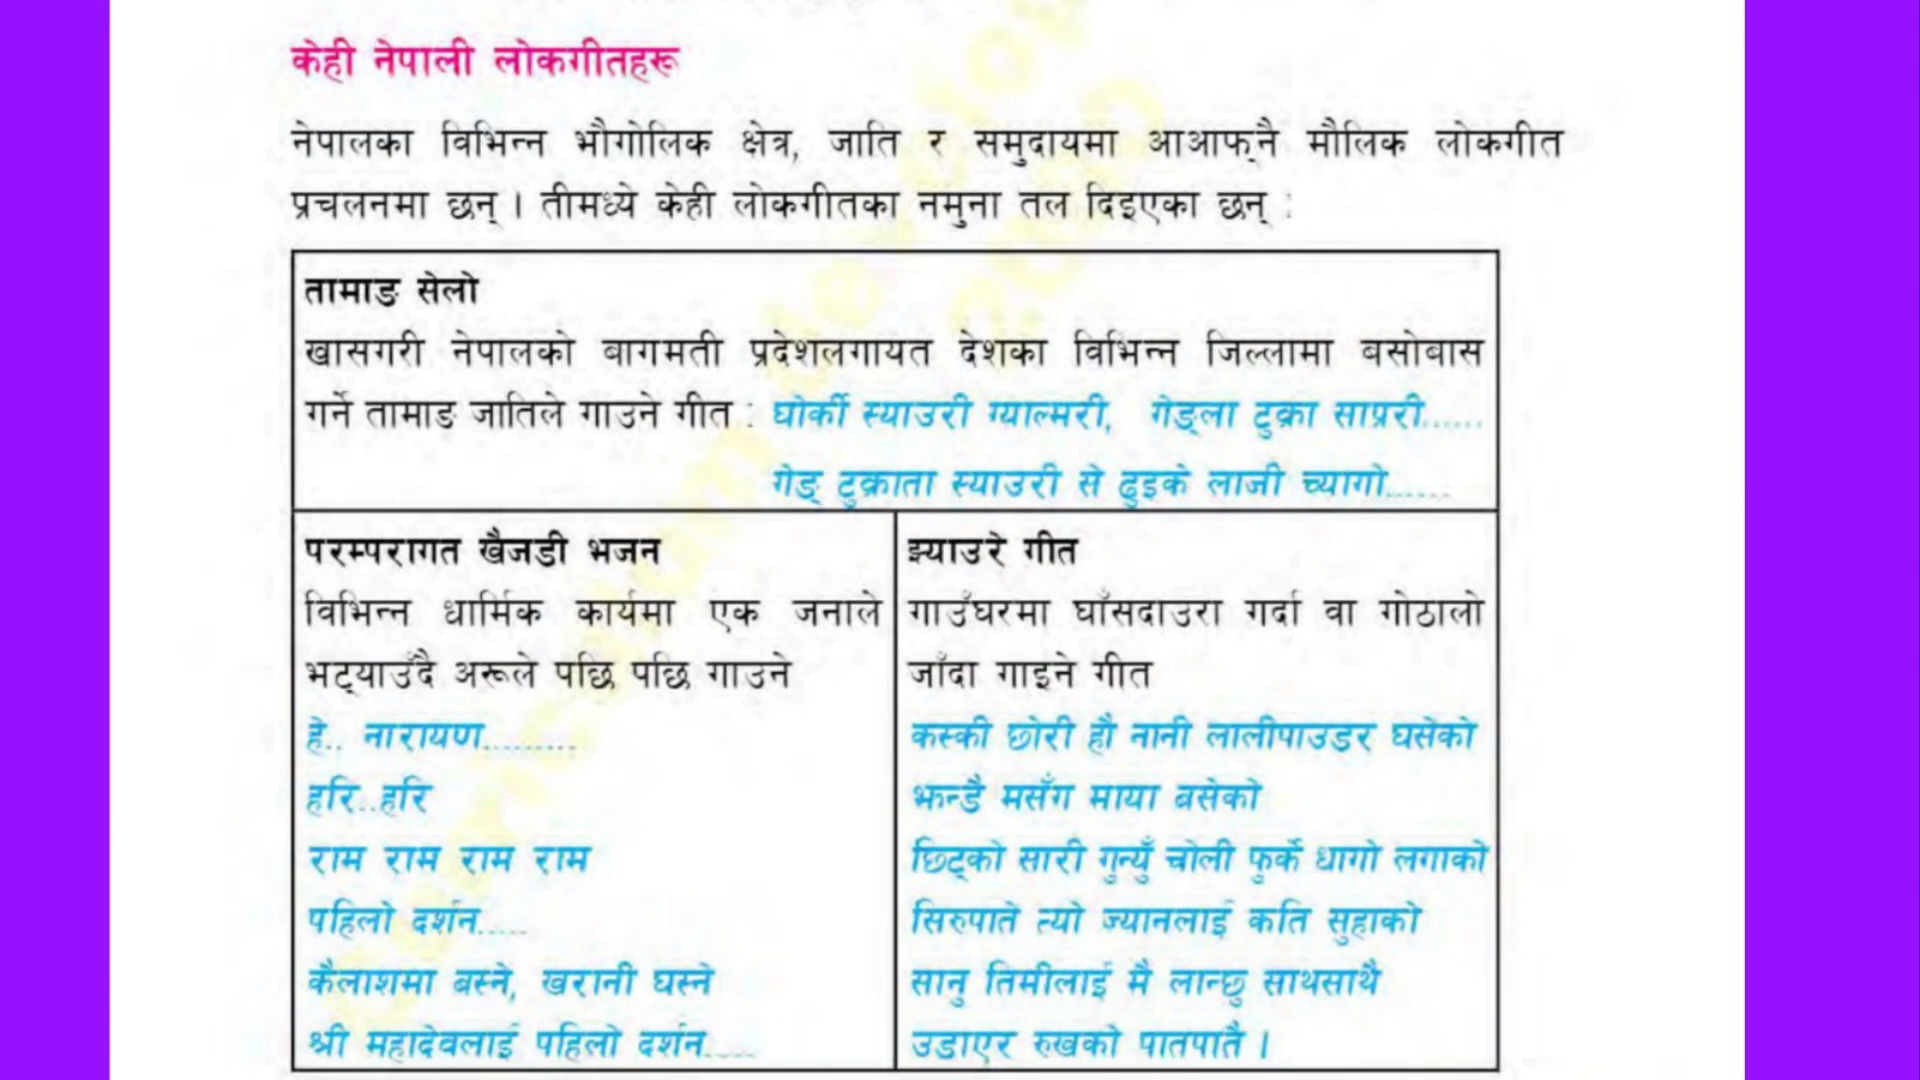 केही नेपाली लोकगीतहरू
नेपालका विभिन्न भौगोलिक क्षेत्र, जाति र समुदायमा आआफ्नै मौलिक लोकगीत
प्रचलनमा छन् । तीमध्ये केही लोकगीतका नमुना तल दिइएका छन् :
तामाङ सेलो
खासगरी नेपालको बागमती प्रदेशलगायत देशका विभिन्न जिल्लामा बसोबास
गर्ने तामाङ जातिले गाउने गीत : घोर्की स्याउरी ग्याल्मरी, गेङ्ला टुक्रा साप्ररी......
गेङ् टुक्राता स्याउरी से ढुइके लाजी च्यागो......
परम्परागत खैजडी भजन
विभिन्न धार्मिक कार्यमा एक जनाले
भट्याउँदै अरूले पछि पछि गाउने
हे.. नारायण.........
हरि..हरि
राम राम राम राम
पहिलो दर्शन.....
कैलाशमा बस्ने, खरानी घस्ने
श्री महादेवलाई पहिलो दर्शन.....
झ्याउरे गीत
गाउँघरमा घाँसदाउरा गर्दा वा गोठालो
जाँदा गाइने गीत
कस्की छोरी हौ नानी लालीपाउडर घसेको
झन्डै मसँग माया बसेको
छिट्को सारी गुन्युँ चोली फुर्के धागो लगाको
सिरुपाते त्यो ज्यानलाई कति सुहाको
सानु तिमीलाई मै लान्छु साथसाथै
उडाएर रुखको पातपातै ।